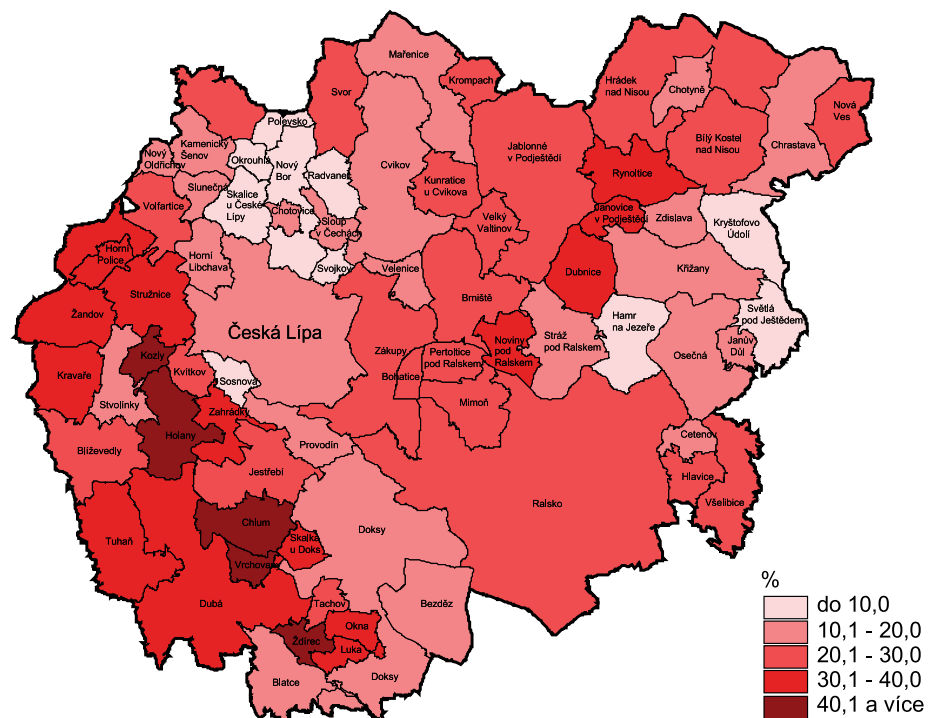 Mařenice
Svor
Krompach
Hrádek
nad Nisou
Chotyně
Nová
Ves
Polevsko
Kamenický
Šenov
Nový
Oldřichov
Okrouhlá
Nový
Bor
Radvanec
Cvikov
Jablonné
v Podještědí
Bílý Kostel
nad Nisou
Chrastava
Rynoltice
Slunečná
Skalice
u České
Lípy
Kunratice
u Cvikova
Volfartice
Chotovice
Sloup
v Čechách
Velký
Valtinov
Janovice
v Podještědí
Zdislava
Kryštofovo
Údolí
Horní
Police
Horní
Libchava
Svojkov
Velenice
Dubnice
Křižany
Stružnice
Žandov
Brniště
Hamr
na Jezeře
Světlá
pod Ještědem
Česká Lípa
Stráž
pod Ralskem
Janův
Důl
Osečná
Noviny
pod
Ralskem
Zákupy
Pertoltice
pod Ralskem
Kozly
Kvítkov
Kravaře
Sosnová
Bohatice
Stvolínky
Zahrádky
Mimoň
Holany
Provodín
Ceteno
Blíževedly
Jestřebí
Hlavice
Ralsko
Všelibice
Chlum
Doksy
Tuhaň
Skalka
u Doks
Vrchovany
Dubá
Tachov
Bezděz
Okna
Ždírec
Luka
Blatce
Doksy
%
do 10,0
10,1 - 20,0
20,1 - 30,0
30,1 - 40,0
40,1 a více